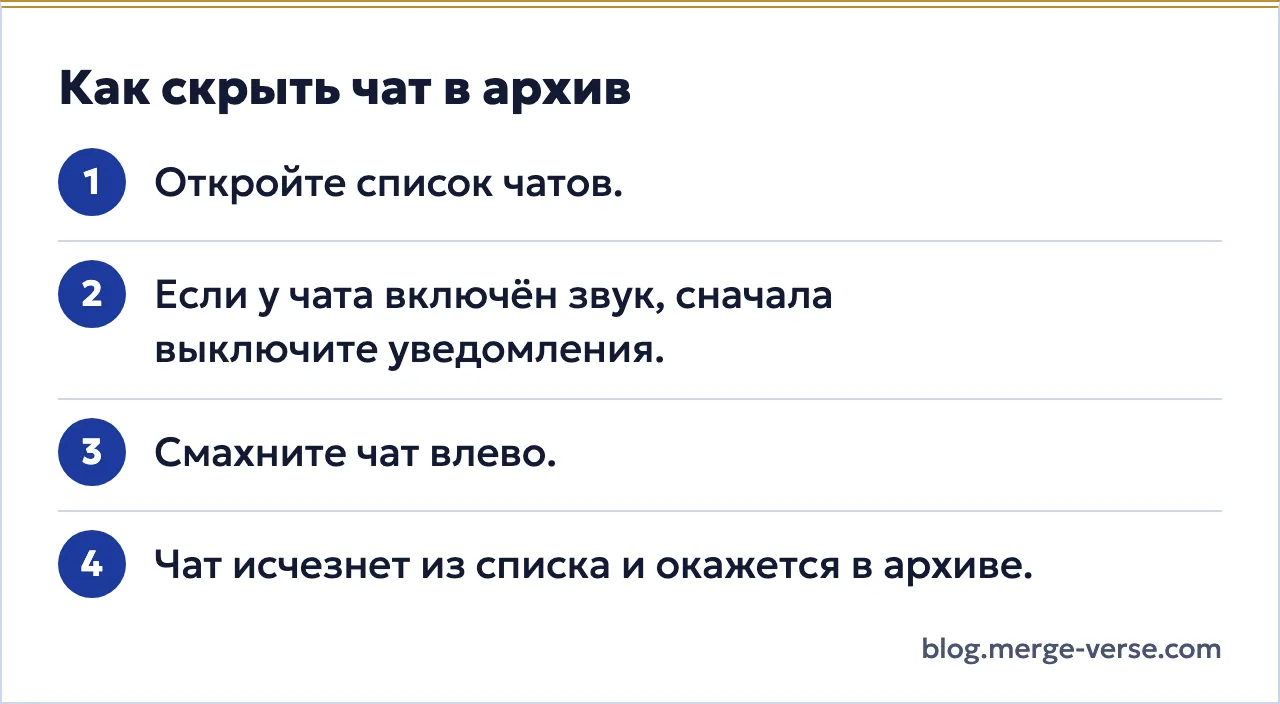 Как скрыть чат в архив
1 Откройте список чатов.
2 Если у чата включён звук, сначала
выключите уведомления.
3 Смахните чат влево.
4 Чат исчезнет из списка и окажется в архиве.
blog.merge-verse.com